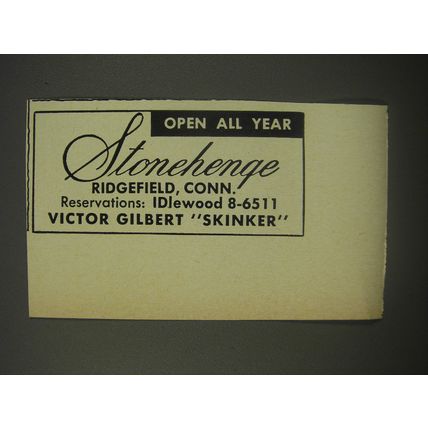 OPEN ALL YEAR
Stonehenge
RIDGEFIELD, CONN.
Reservations: IDlewood 8-6511
VICTOR GILBERT "SKINKER"